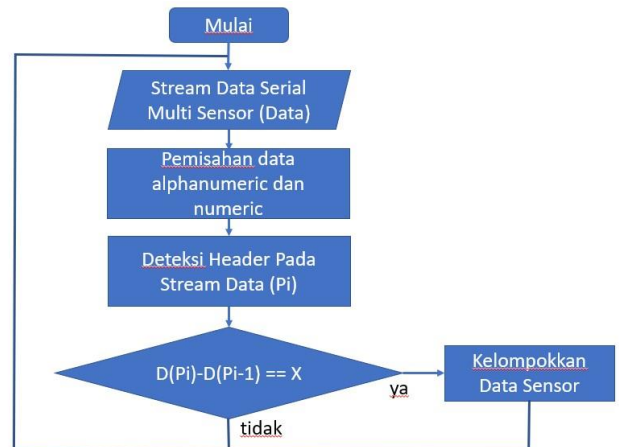 Mulai
Stream Data Serial
Multi Sensor (Data)
Pemisahan data
alphanumeric dan
numeric
Deteksi Header Pada
Stream Data (Pi)
D(Pi)-D(Pi-1) == X
ya
Kelompokkan
Data Sensor
tidak